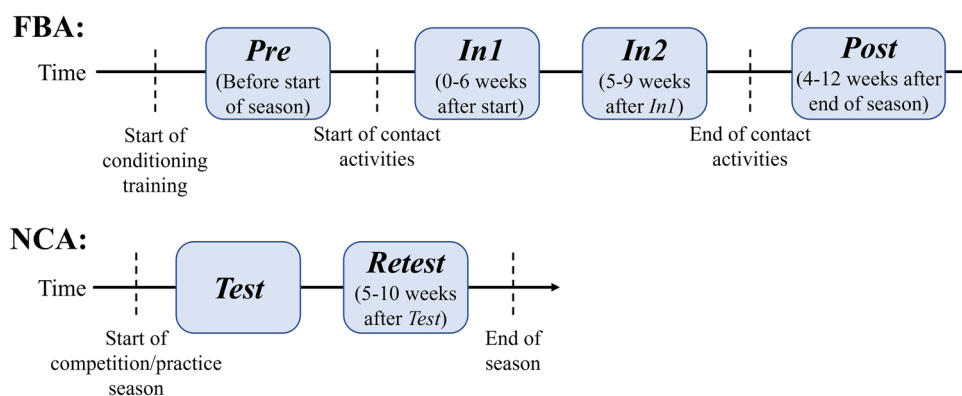 FBA:
Time
Pre
(Before start
of season)
In1
(0-6 weeks
after start)
In2
(5-9 weeks
after In1)
Post
(4-12 weeks after
end of season)
Start of
conditioning
training
Start of contact
activities
End of contact
activities
NCA:
Time
Test
Retest
(5-10 weeks
after Test)
Start of
competition/practice
season
End of
season